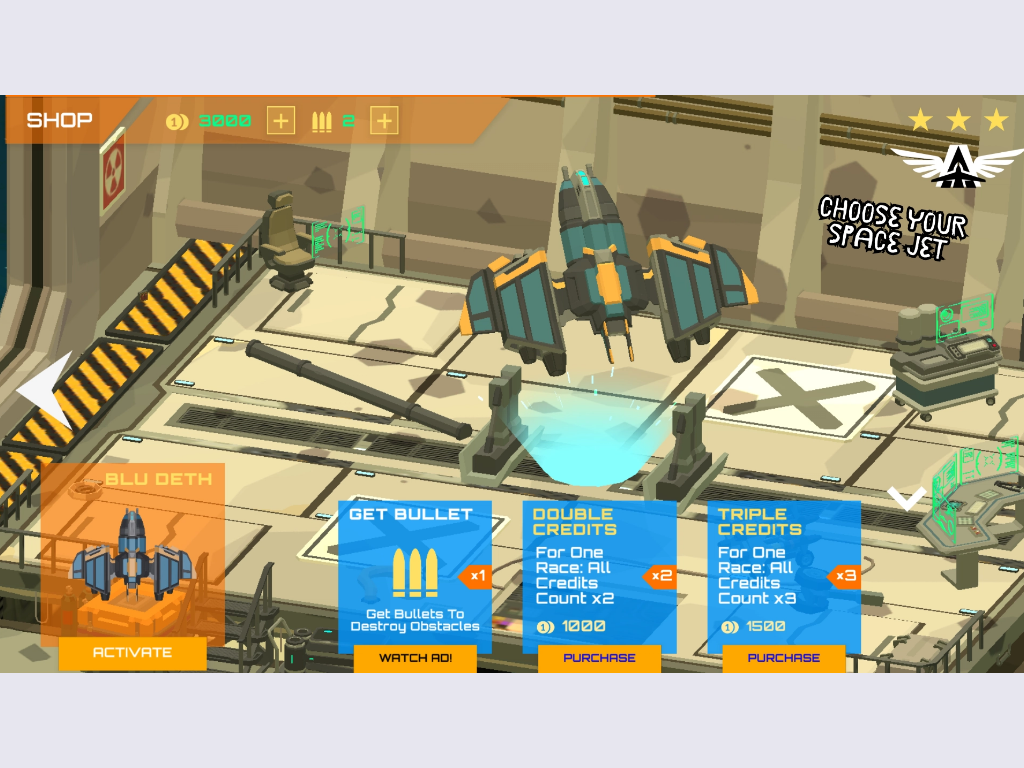 SHOP
3000
2
CHOOSE YOUR
SPACE JET
BLU DETH
ACTIVATE
GET BULLET
x1
Get Bullets To
Destroy Obstacles
WATCH AD!
DOUBLE
CREDITS
For One
Race: All
Credits
Count x2
x2
1000
PURCHASE
TRIPLE
CREDITS
For One
Race: All
Credits
Count x3
x3
1500
PURCHASE